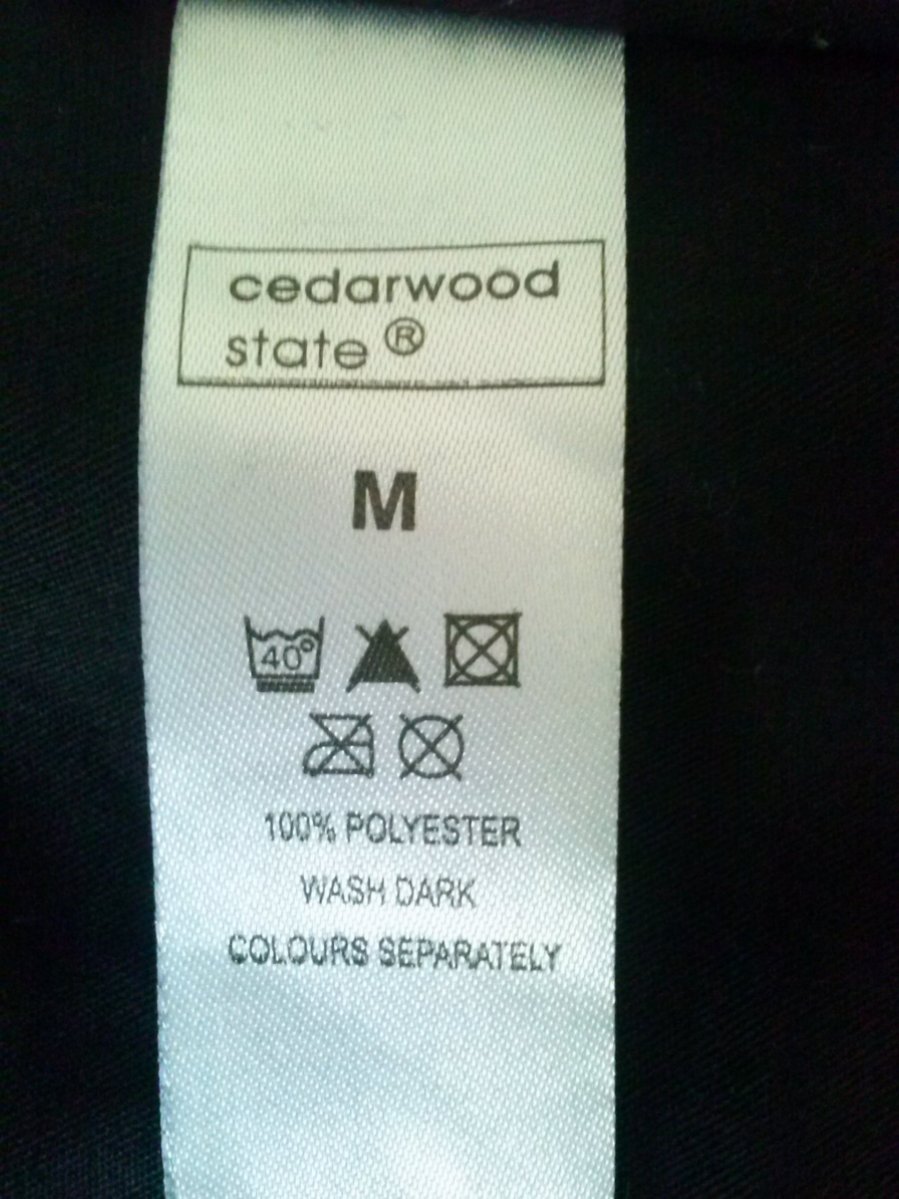 cedarwood
state ®
M
40°
100% POLYESTER
WASH DARK
COLOURS SEPARATELY